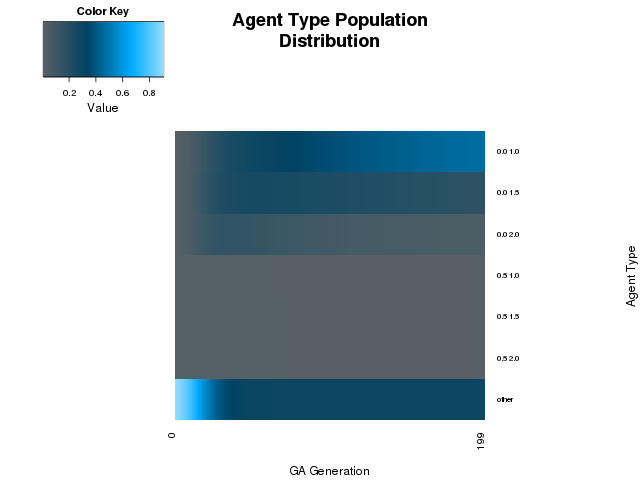 Color Key
0.2 0.4 0.6 0.8
Value
Agent Type Population
Distribution
0.0 1.0
0.0 1.5
0.0 2.0
0.5 1.0
0.5 1.5
0.5 2.0
other
Agent Type
0 199
GA Generation